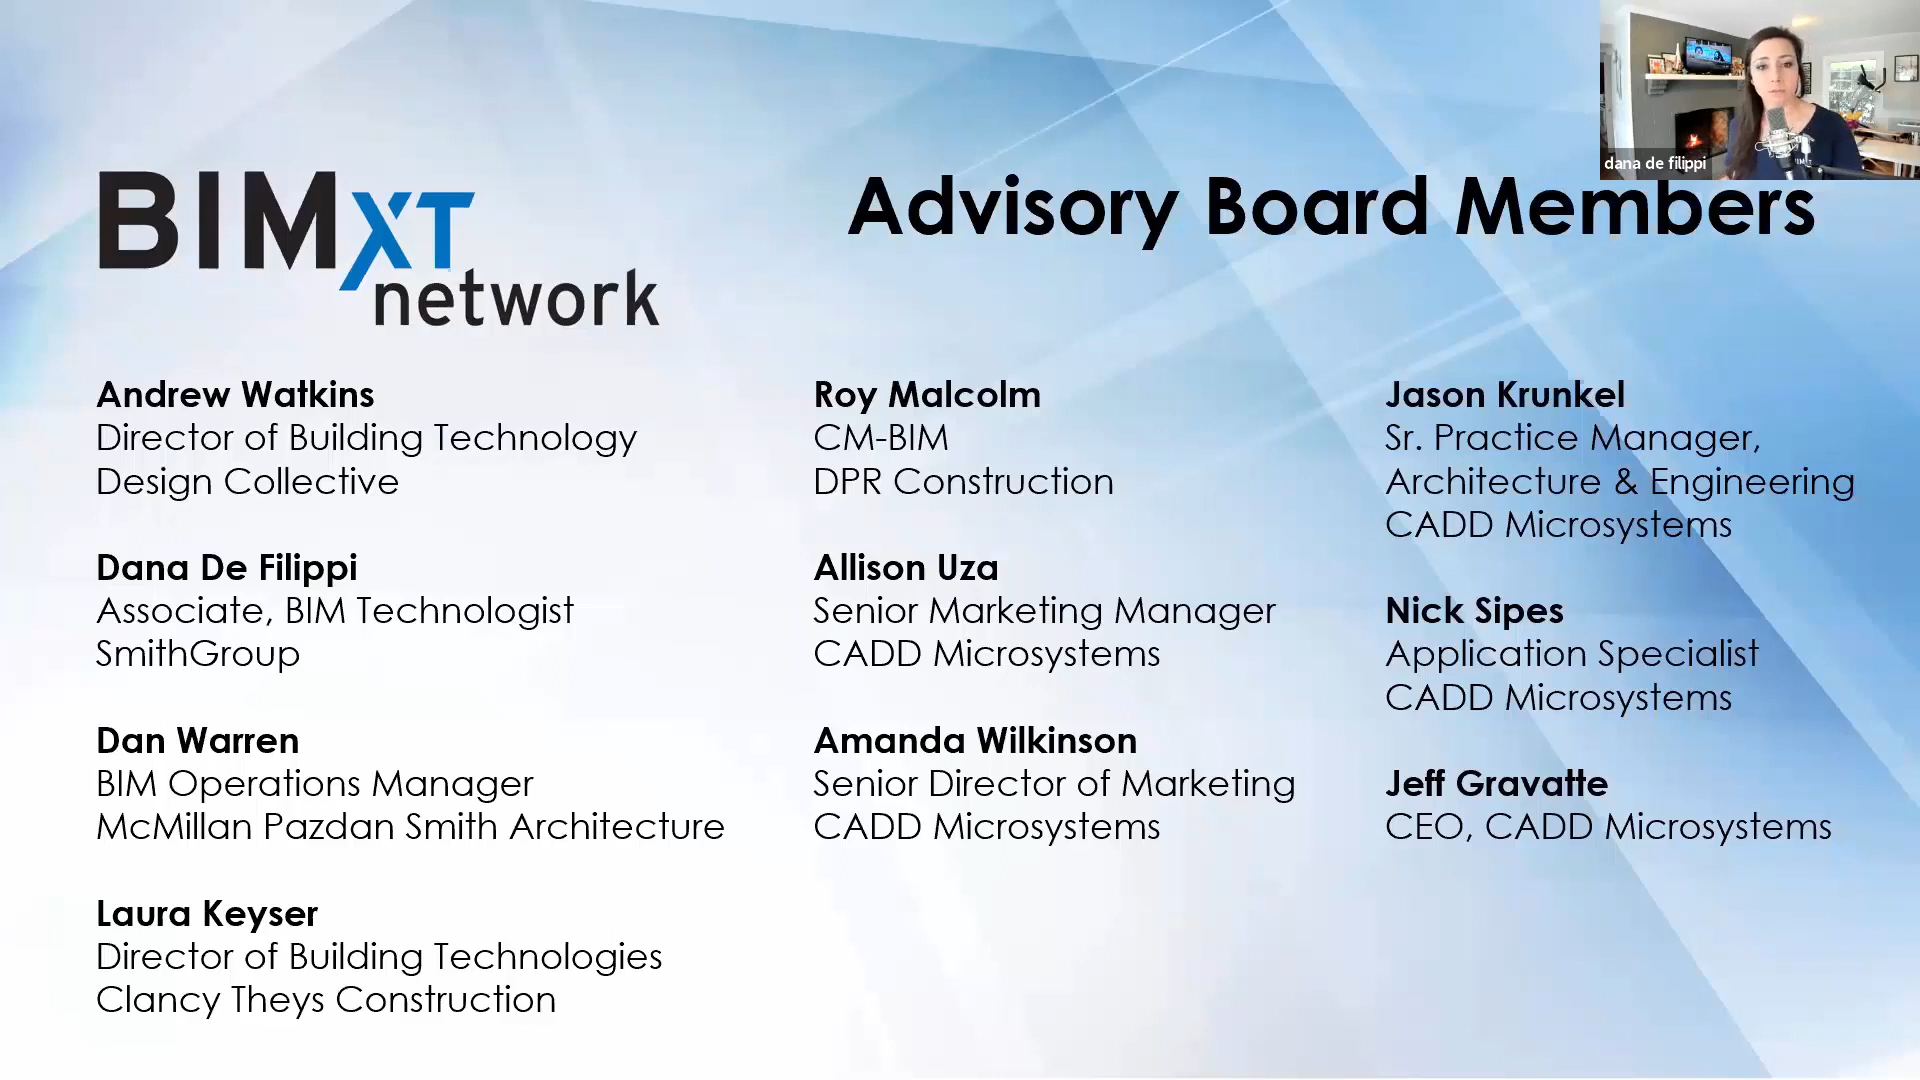 dana de filippi
BIMXT
network
Advisory Board Members
Andrew Watkins
Director of Building Technology
Design Collective
Dana De Filippi
Associate, BIM Technologist
SmithGroup
Dan Warren
BIM Operations Manager
McMillan Pazdan Smith Architecture
Laura Keyser
Director of Building Technologies
Clancy Theys Construction
Roy Malcolm
CM-BIM
DPR Construction
Allison Uza
Senior Marketing Manager
CADD Microsystems
Amanda Wilkinson
Senior Director of Marketing
CADD Microsystems
Jason Krunkel
Sr. Practice Manager,
Architecture & Engineering
CADD Microsystems
Nick Sipes
Application Specialist
CADD Microsystems
Jeff Gravatte
CEO, CADD Microsystems